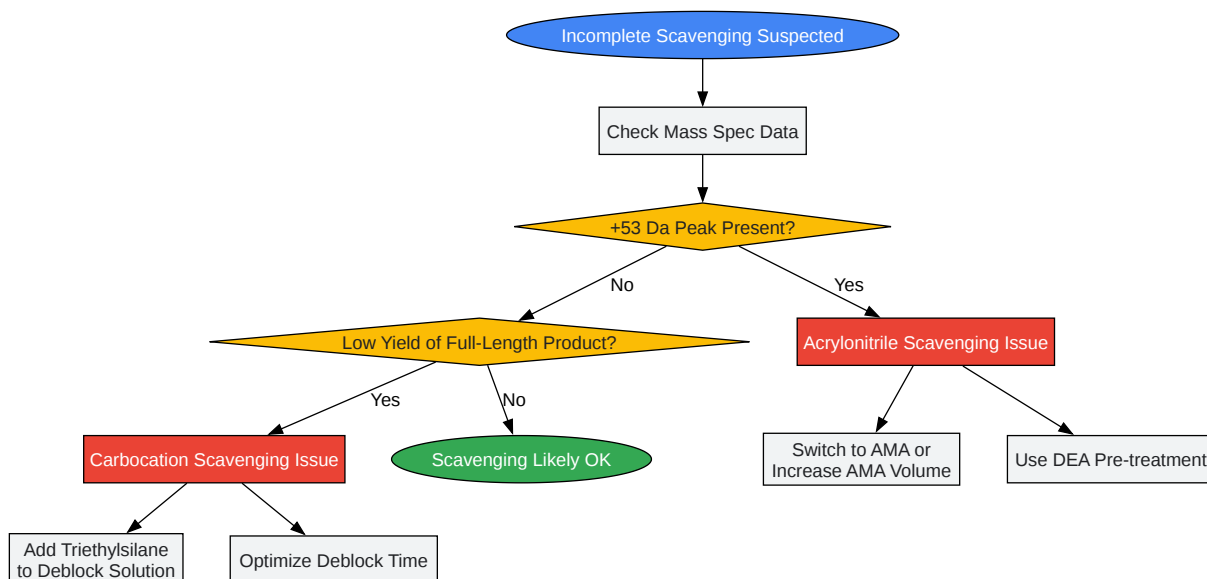 Incomplete Scavenging Suspected
Check Mass Spec Data
+53 Da Peak Present?
No
Yes
Low Yield of Full-Length Product?
Acrylonitrile Scavenging Issue
Yes
No
Carbocation Scavenging Issue
Scavenging Likely OK
Switch to AMA or
Increase AMA Volume
Use DEA Pre-treatment
Add Triethylsilane
to Deblock Solution
Optimize Deblock Time